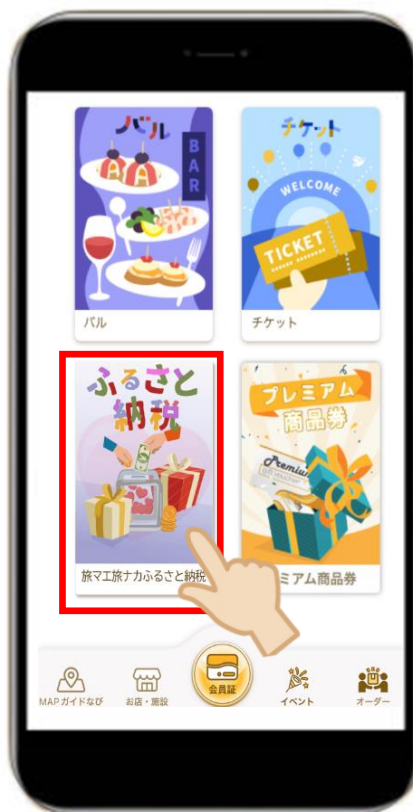 バル
BAR
バル
チケット
WELCOME
TICKET
チケット
ふるさと
納税
旅マエ旅ナカふるさと納税
プレミアム
商品券
Premium
ミアム商品券
MAPガイドなび
お店・施設
会員証
イベント
オーダー